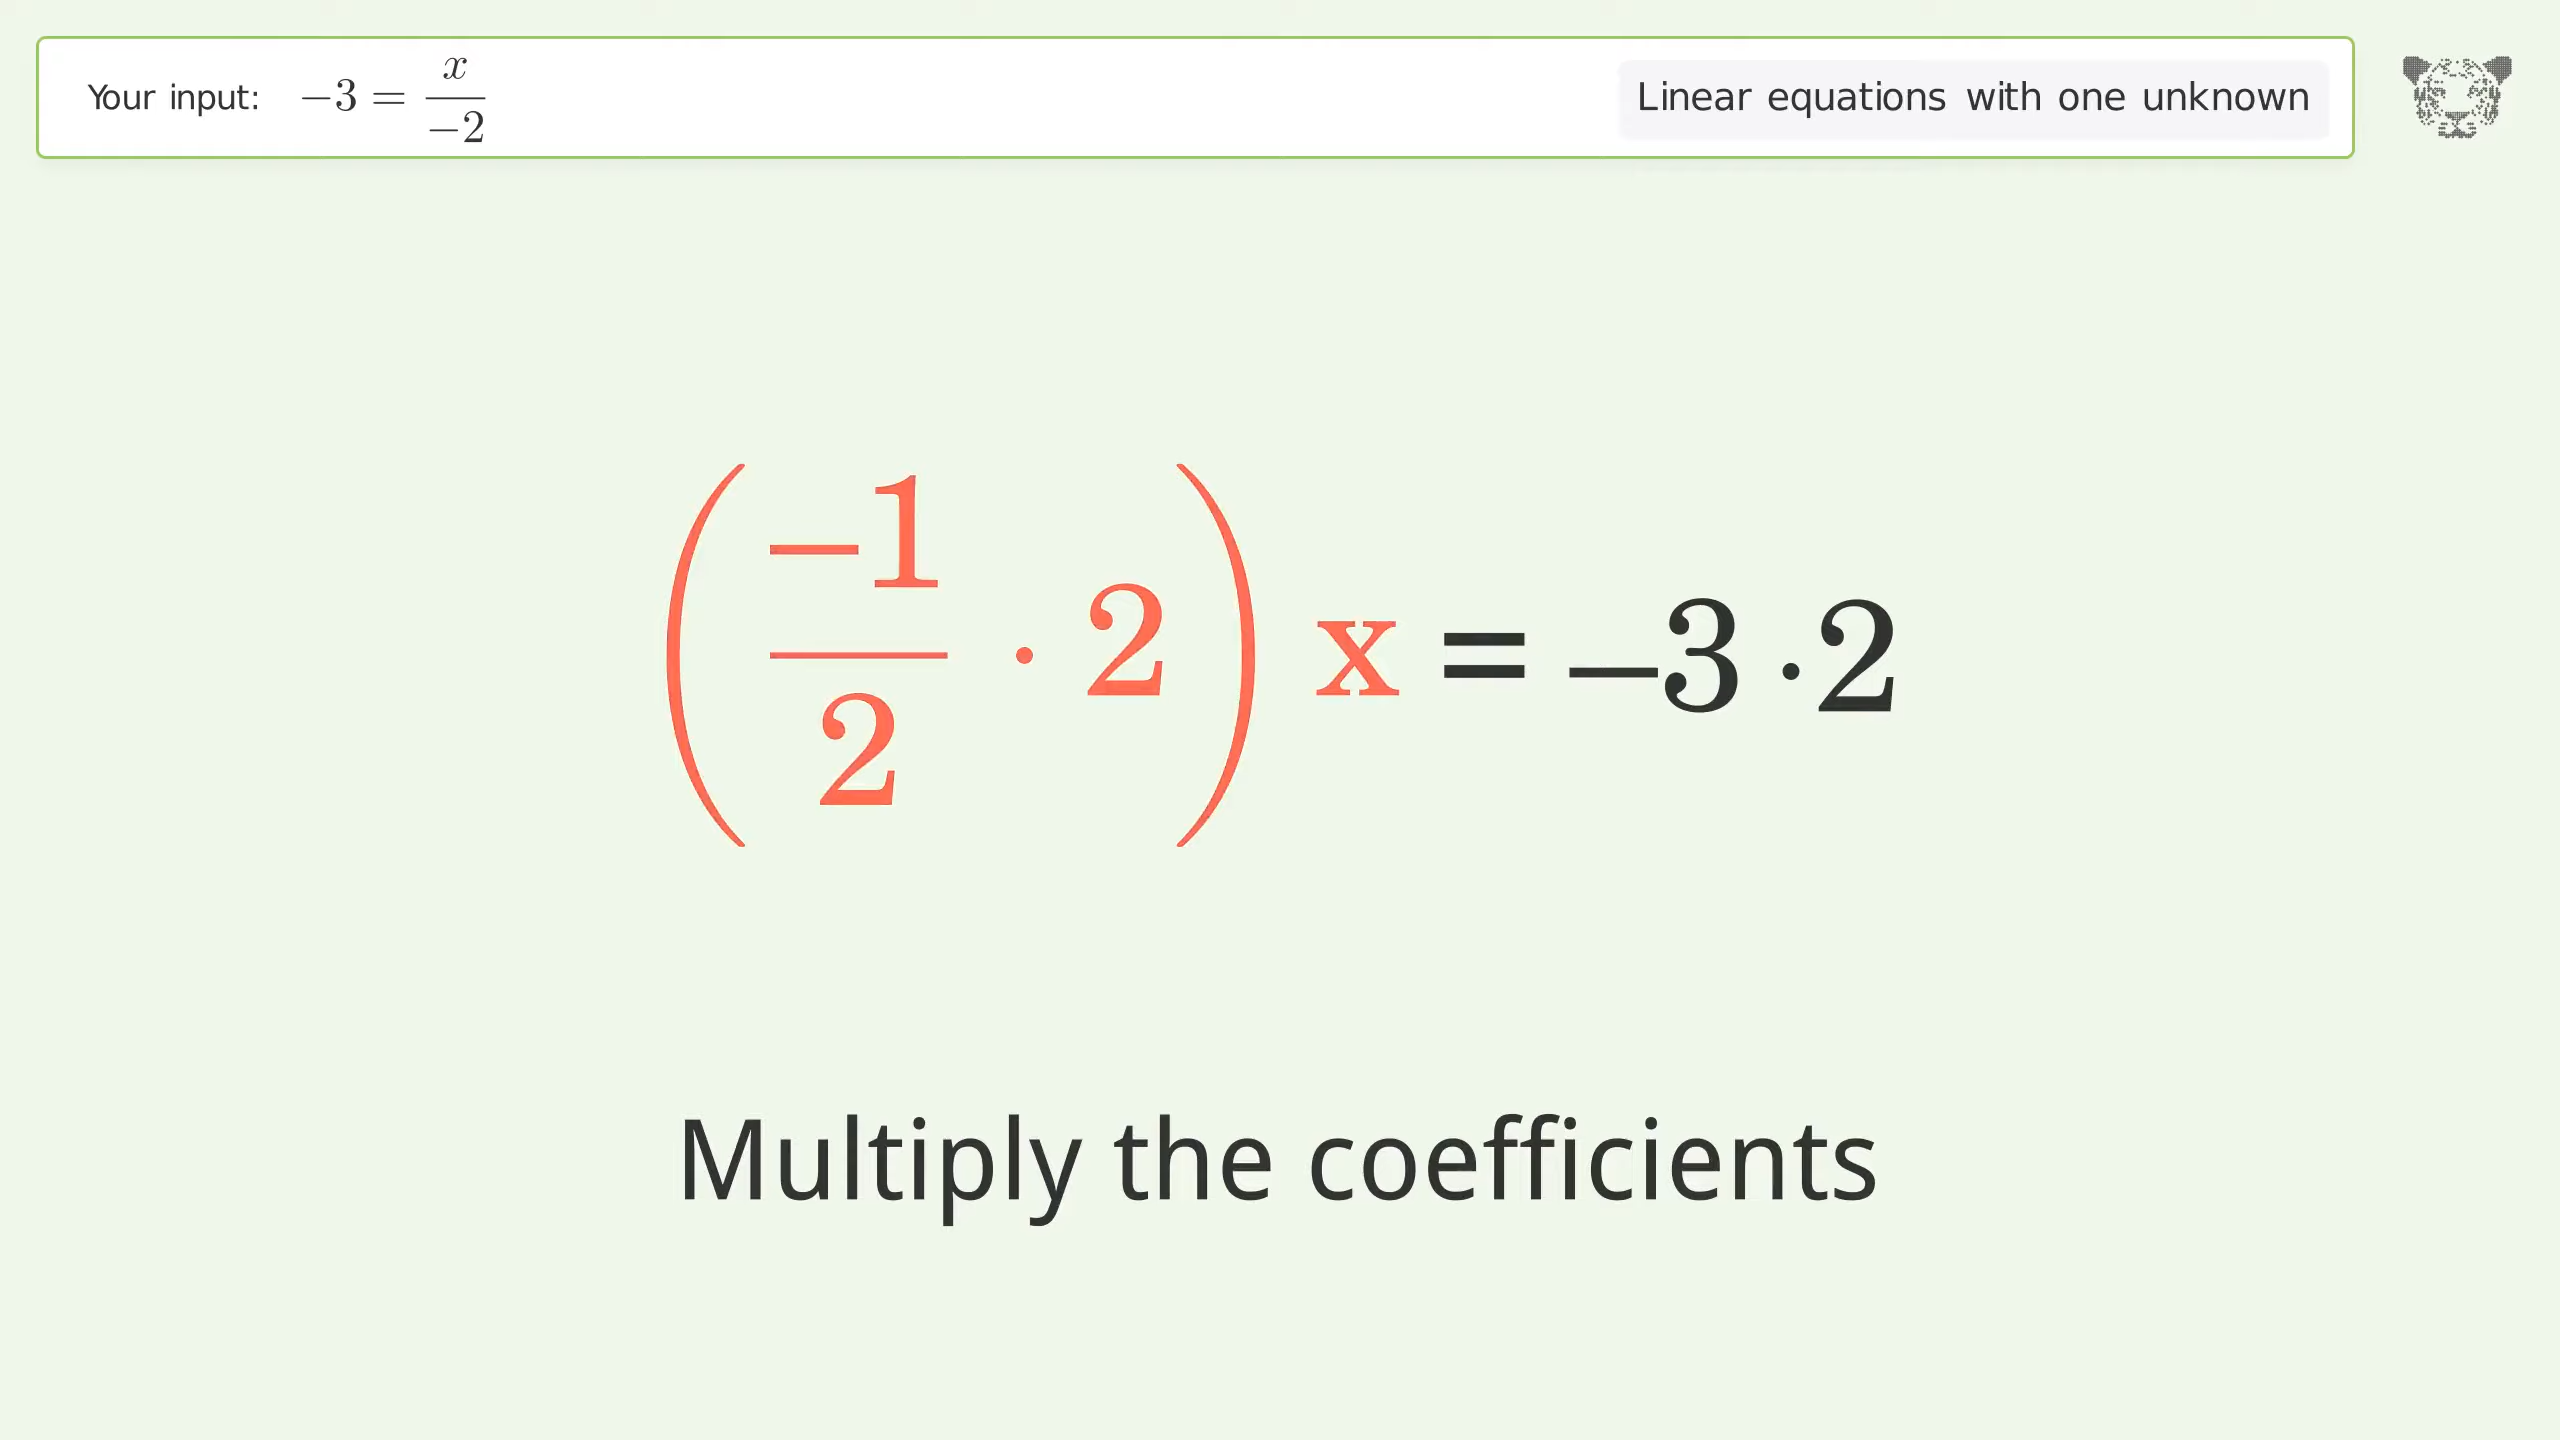 Your input: −3 = x/−2
Linear equations with one unknown
(−1/2 · 2) x = −3 · 2
Multiply the coefficients